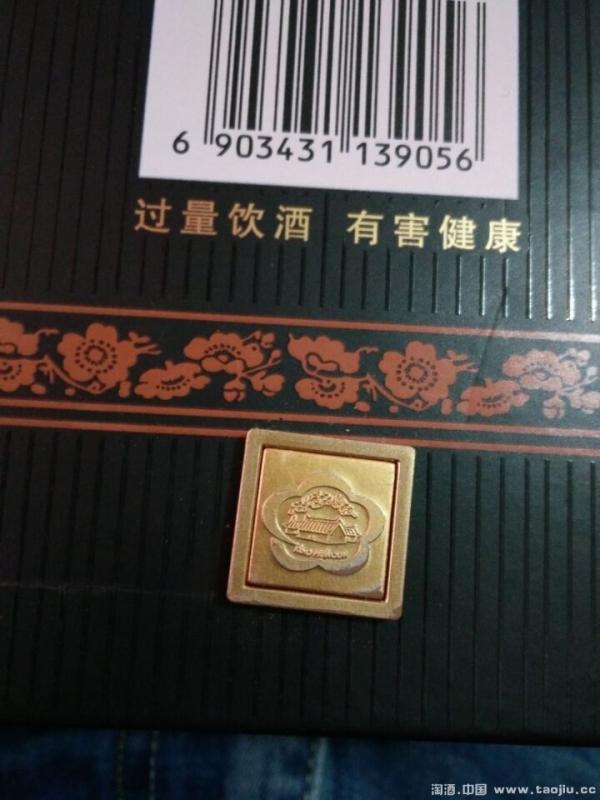 6 903431 139056
过量饮酒 有害健康
淘酒.中国 www.taojiu.cc